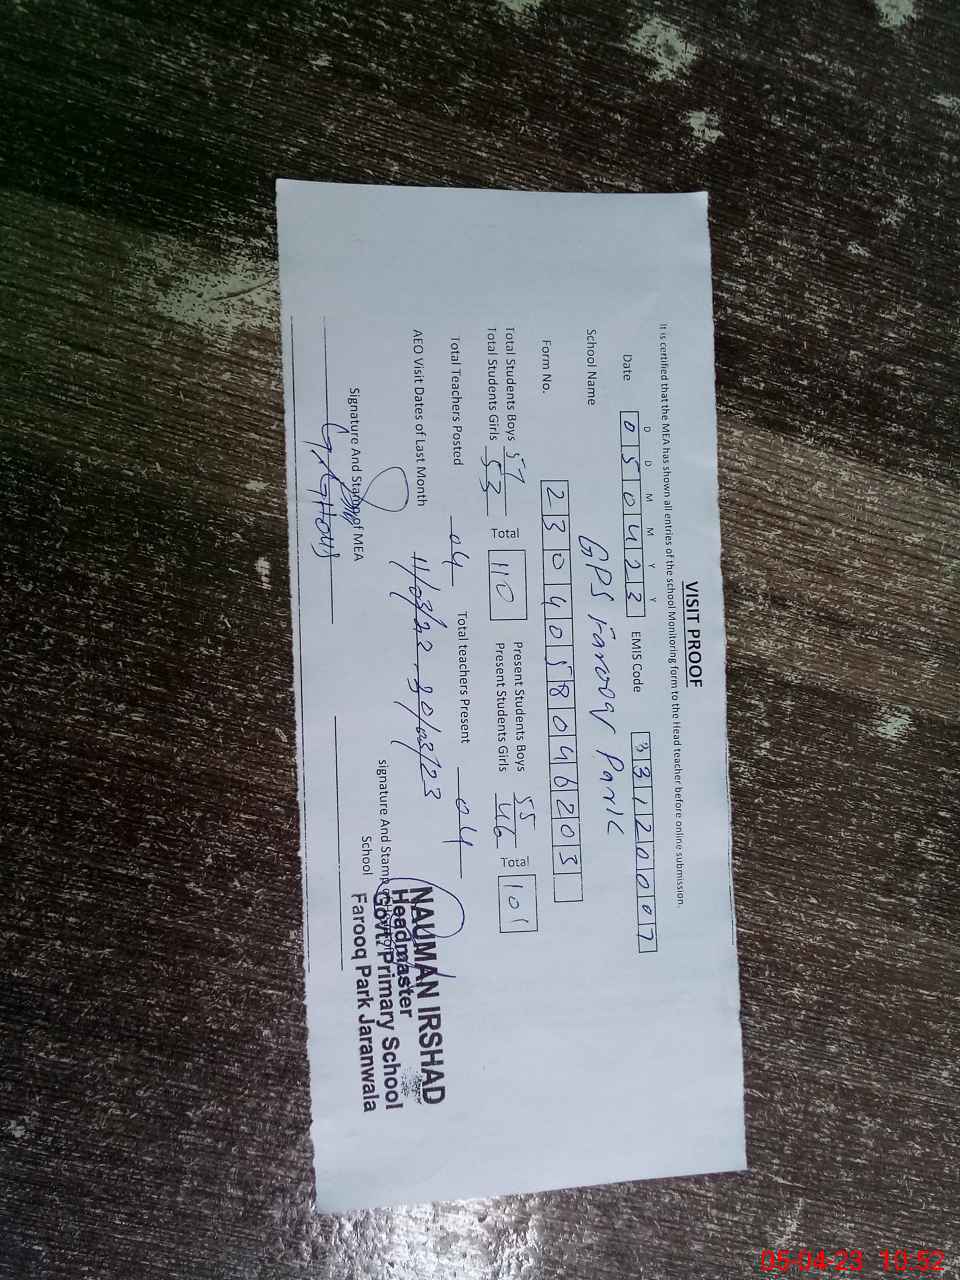 VISIT PROOF
It is certified that the MEA has shown all entries of the school Monitoring form to the Head teacher before online submission.
D D M M Y Y
Date 0 5 0 4 2 3 EMIS Code 3 3 1 2 0 0 0 7
School Name GPS Farooq Park
Form No. 2 3 0 4 0 5 8 0 4 6 2 0 3
Total Students Boys 57 Present Students Boys 55
Total Students Girls 53 Total 110 Present Students Girls 46 Total 101
Total Teachers Posted 04 Total teachers Present 04
AEO Visit Dates of Last Month 11/03/23, 30/03/23
Signature And Stamp of MEA signature And Stamp
School
NAUMAN IRSHAD
Headmaster
Govt. Primary School
Farooq Park Jaranwala
05-04-23 10:52